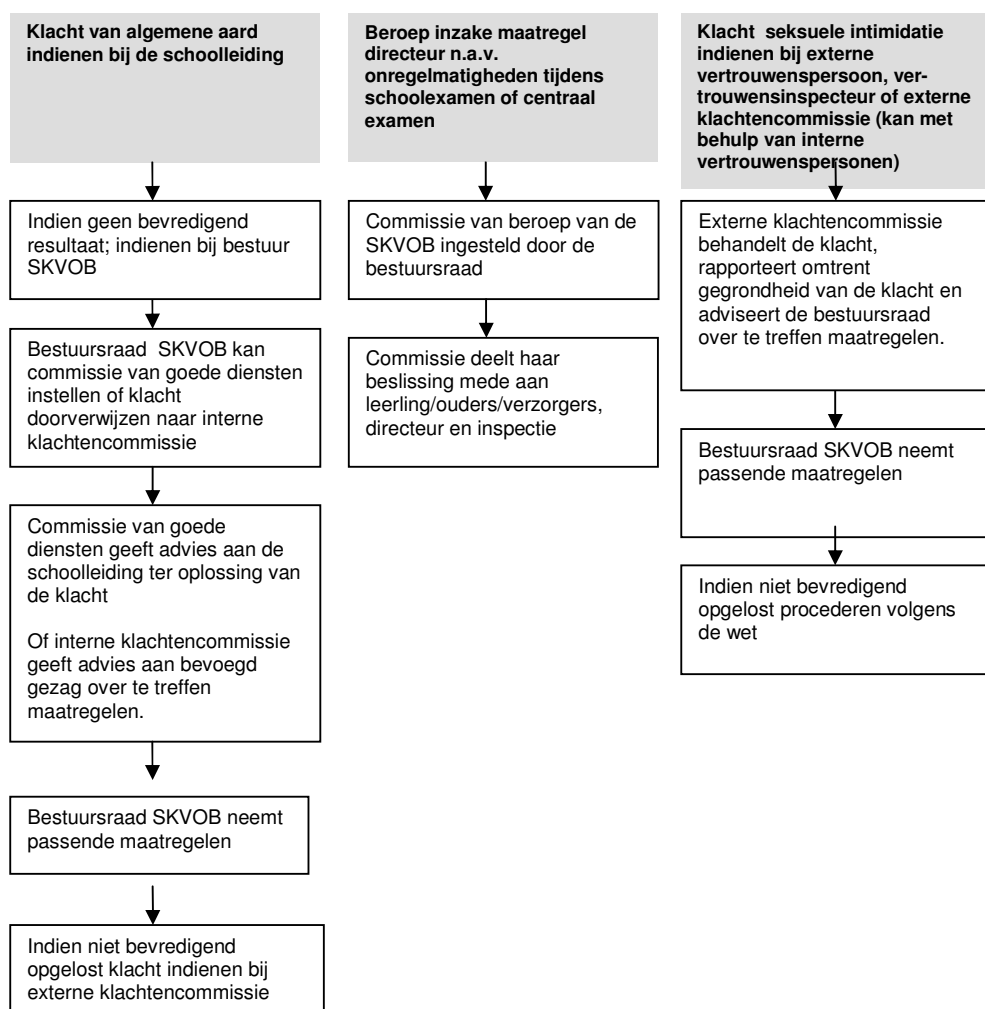 Klacht van algemene aard
indienen bij de schoolleiding
Indien geen bevredigend
resultaat; indienen bij bestuur
SKVOB
Bestuursraad  SKVOB kan
commissie van goede diensten
instellen of klacht
doorverwijzen naar interne
klachtencommissie
Commissie van goede
diensten geeft advies aan de
schoolleiding ter oplossing van
de klacht
Of interne klachtencommissie
geeft advies aan bevoegd
gezag over te treffen
maatregelen.
Bestuursraad SKVOB neemt
passende maatregelen
Indien niet bevredigend
opgelost klacht indienen bij
externe klachtencommissie
Beroep inzake maatregel
directeur n.a.v.
onregelmatigheden tijdens
schoolexamen of centraal
examen
Commissie van beroep van de
SKVOB ingesteld door de
bestuursraad
Commissie deelt haar
beslissing mede aan
leerling/ouders/verzorgers,
directeur en inspectie
Klacht  seksuele intimidatie
indienen bij externe
vertrouwenspersoon, ver-
trouwensinspecteur of externe
klachtencommissie (kan met
behulp van interne
vertrouwenspersonen)
Externe klachtencommissie
behandelt de klacht,
rapporteert omtrent
gegrondheid van de klacht en
adviseert de bestuursraad
over te treffen maatregelen.
Bestuursraad SKVOB neemt
passende maatregelen
Indien niet bevredigend
opgelost procederen volgens
de wet